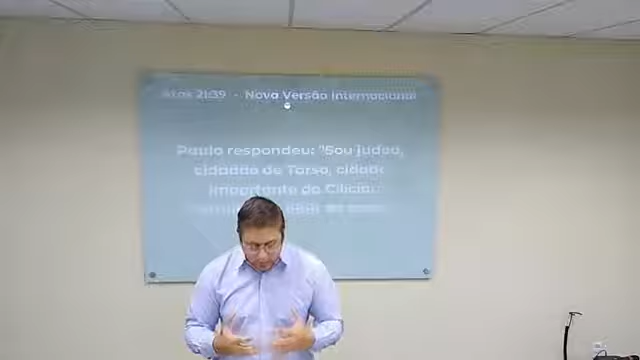 Atos 21:39 - Nova Versão Internacional
Paulo respondeu: "Sou judeu,
cidadão de Tarso, cidade
importante da Cilícia.